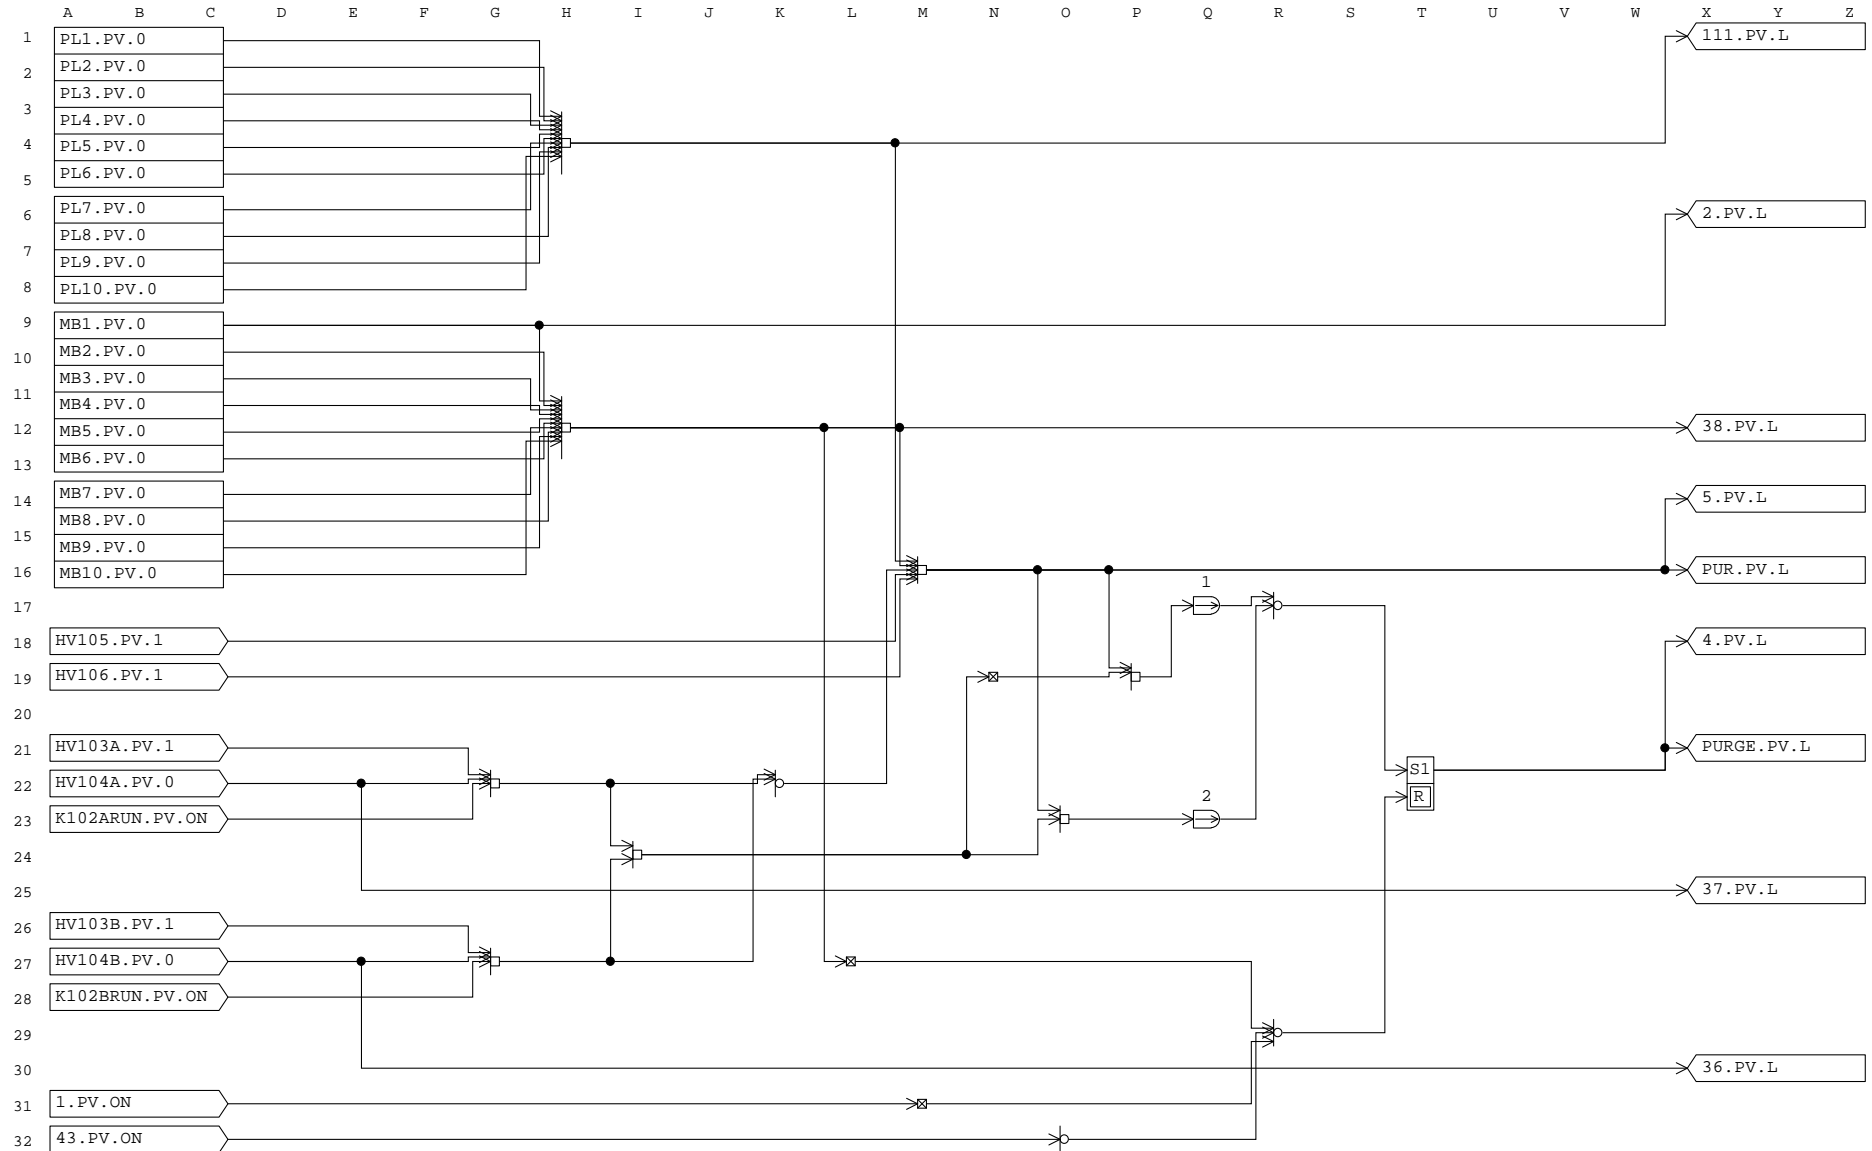 A B C D E F G H I J K L M N O P Q R S T U V W X Y Z
1 PL1.PV.0 111.PV.L
2 PL2.PV.0
PL3.PV.0
3
PL4.PV.0
4 PL5.PV.0
PL6.PV.0
5
6 PL7.PV.0 2.PV.L
PL8.PV.0
7
PL9.PV.0
8 PL10.PV.0
9 MB1.PV.0
10 MB2.PV.0
MB3.PV.0
11
MB4.PV.0
12 MB5.PV.0 38.PV.L
13 MB6.PV.0
14 MB7.PV.0 5.PV.L
MB8.PV.0
15
MB9.PV.0
16 MB10.PV.0 PUR.PV.L
1
17
18 HV105.PV.1 4.PV.L
19 HV106.PV.1
20
21 HV103A.PV.1 PURGE.PV.L
22 HV104A.PV.0 S1
2 R
23 K102ARUN.PV.ON
24
25 37.PV.L
26 HV103B.PV.1
27 HV104B.PV.0
28 K102BRUN.PV.ON
29
30 36.PV.L
31 1.PV.ON
32 43.PV.ON